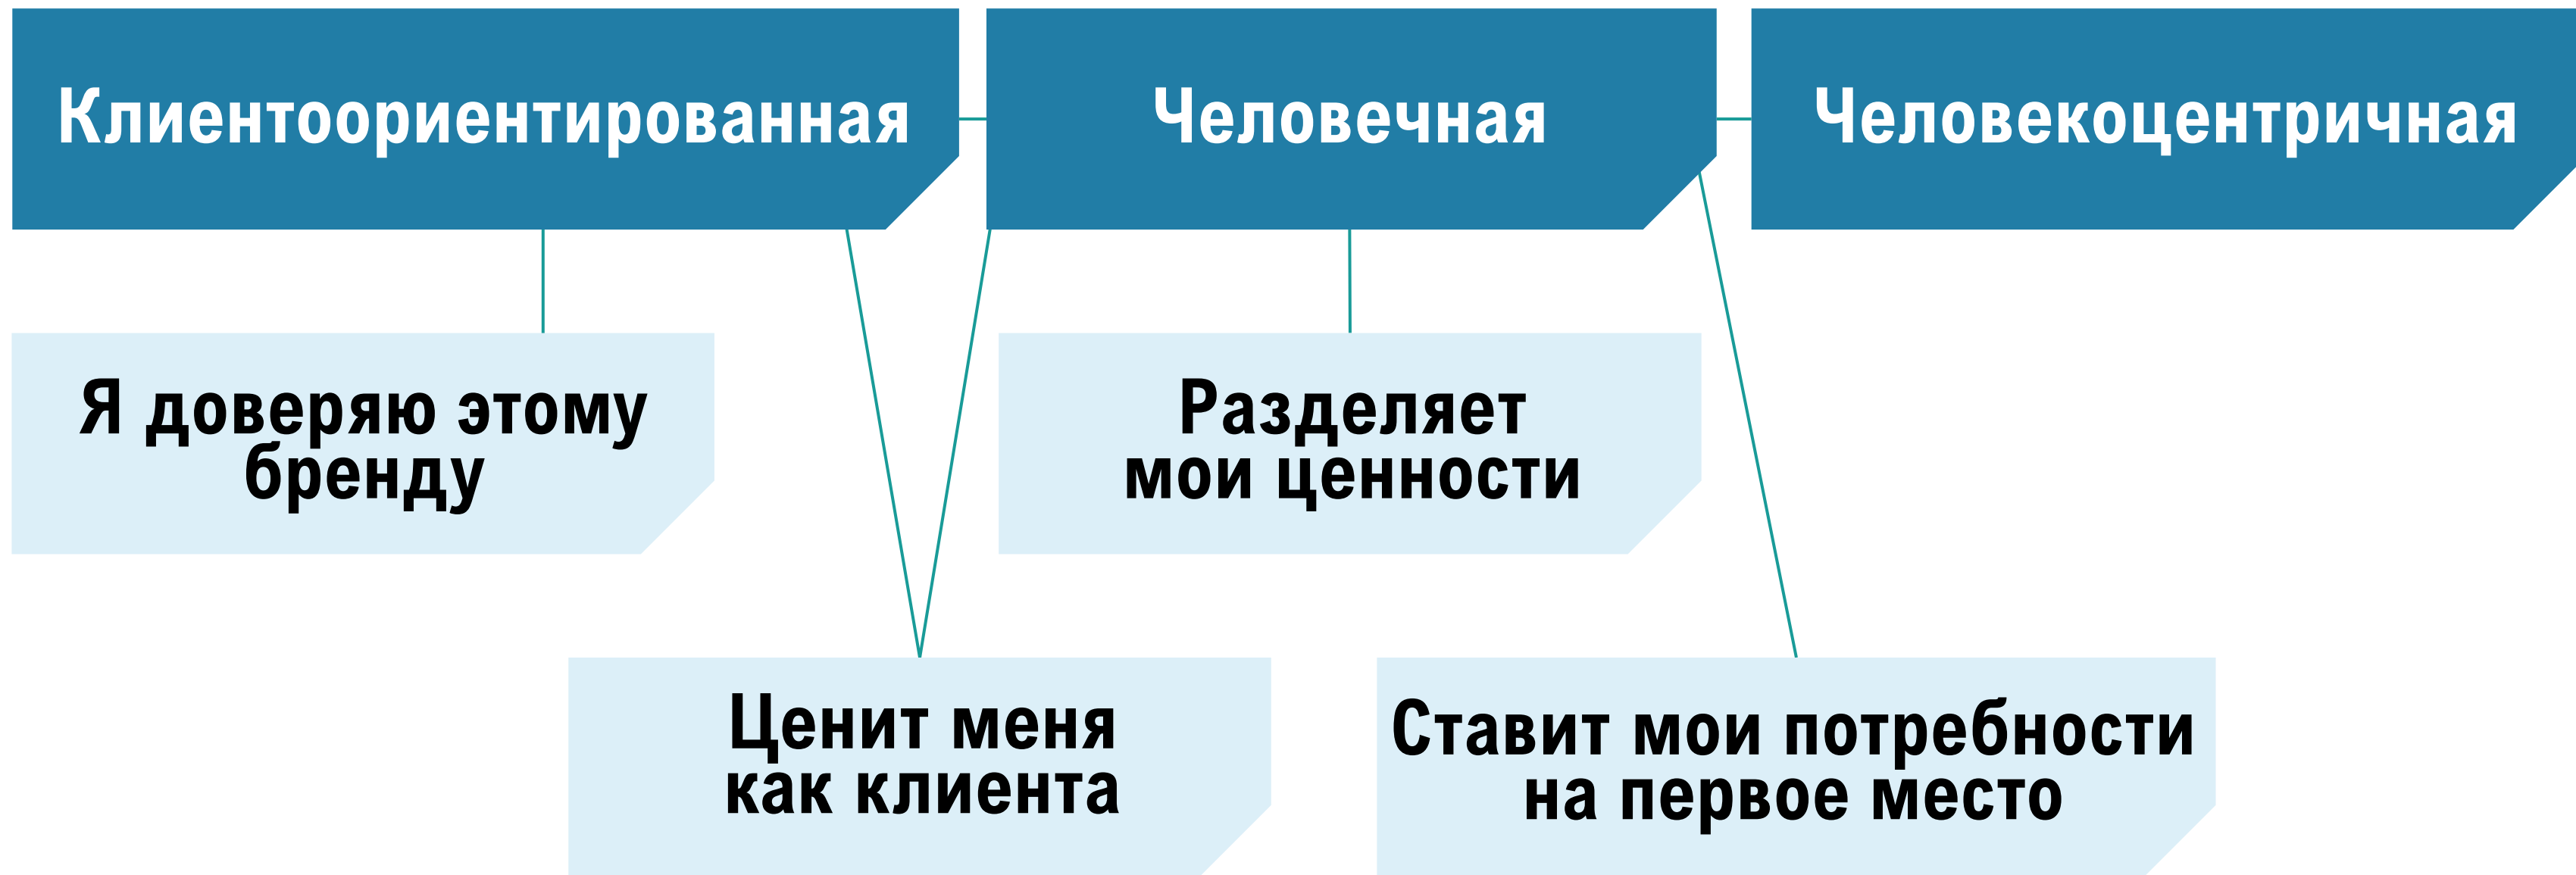 Клиентоориентированная
Человечная
Человекоцентричная
Я доверяю этому
бренду
Разделяет
мои ценности
Ценит меня
как клиента
Ставит мои потребности
на первое место